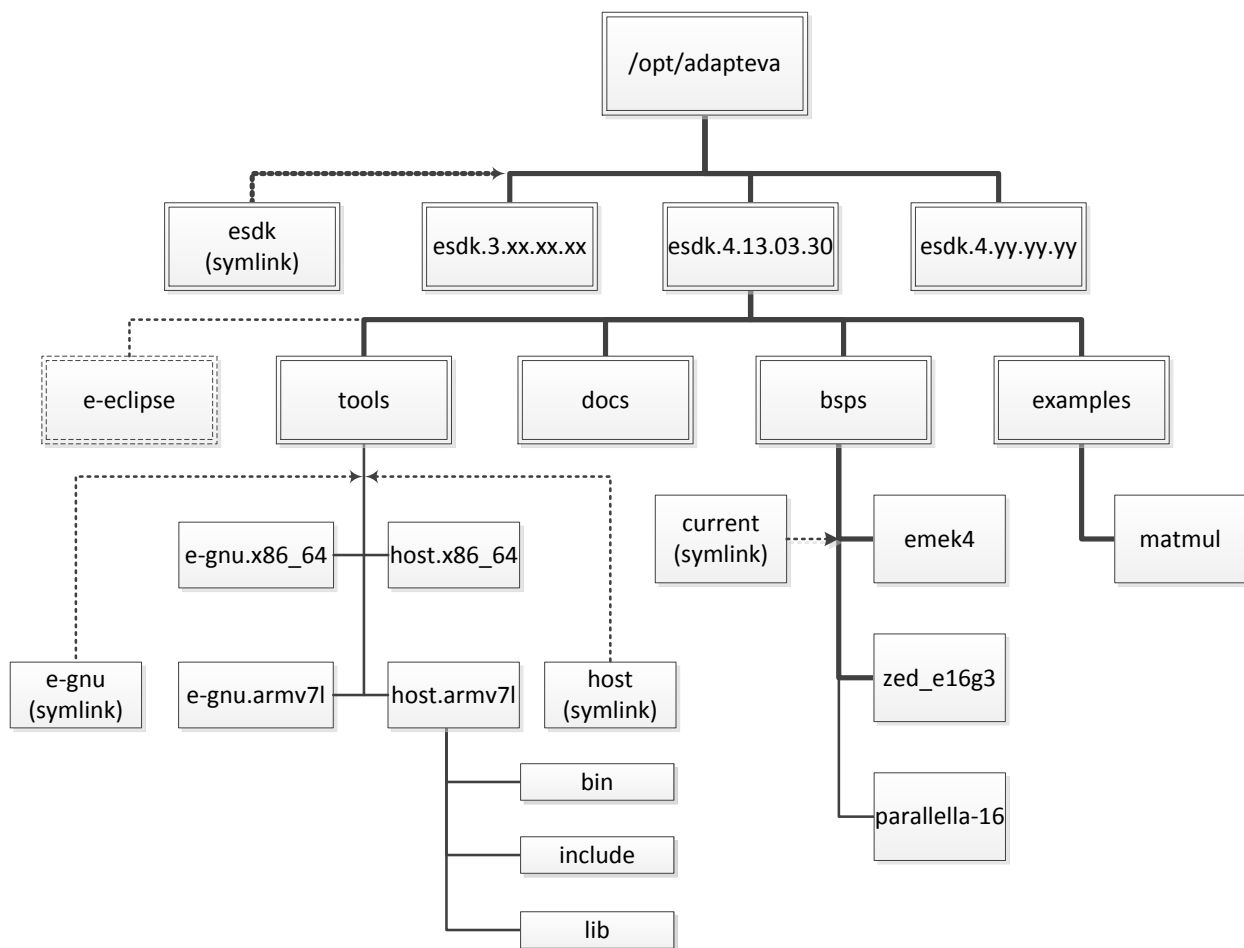 /opt/adapteva
esdk
(symlink)
esdk.3.xx.xx.xx
esdk.4.13.03.30
esdk.4.yy.yy.yy
e-eclipse
tools
docs
bsps
examples
e-gnu.x86_64
host.x86_64
current
(symlink)
emek4
matmul
e-gnu
(symlink)
e-gnu.armv7l
host.armv7l
host
(symlink)
zed_e16g3
bin
include
lib
parallella-16